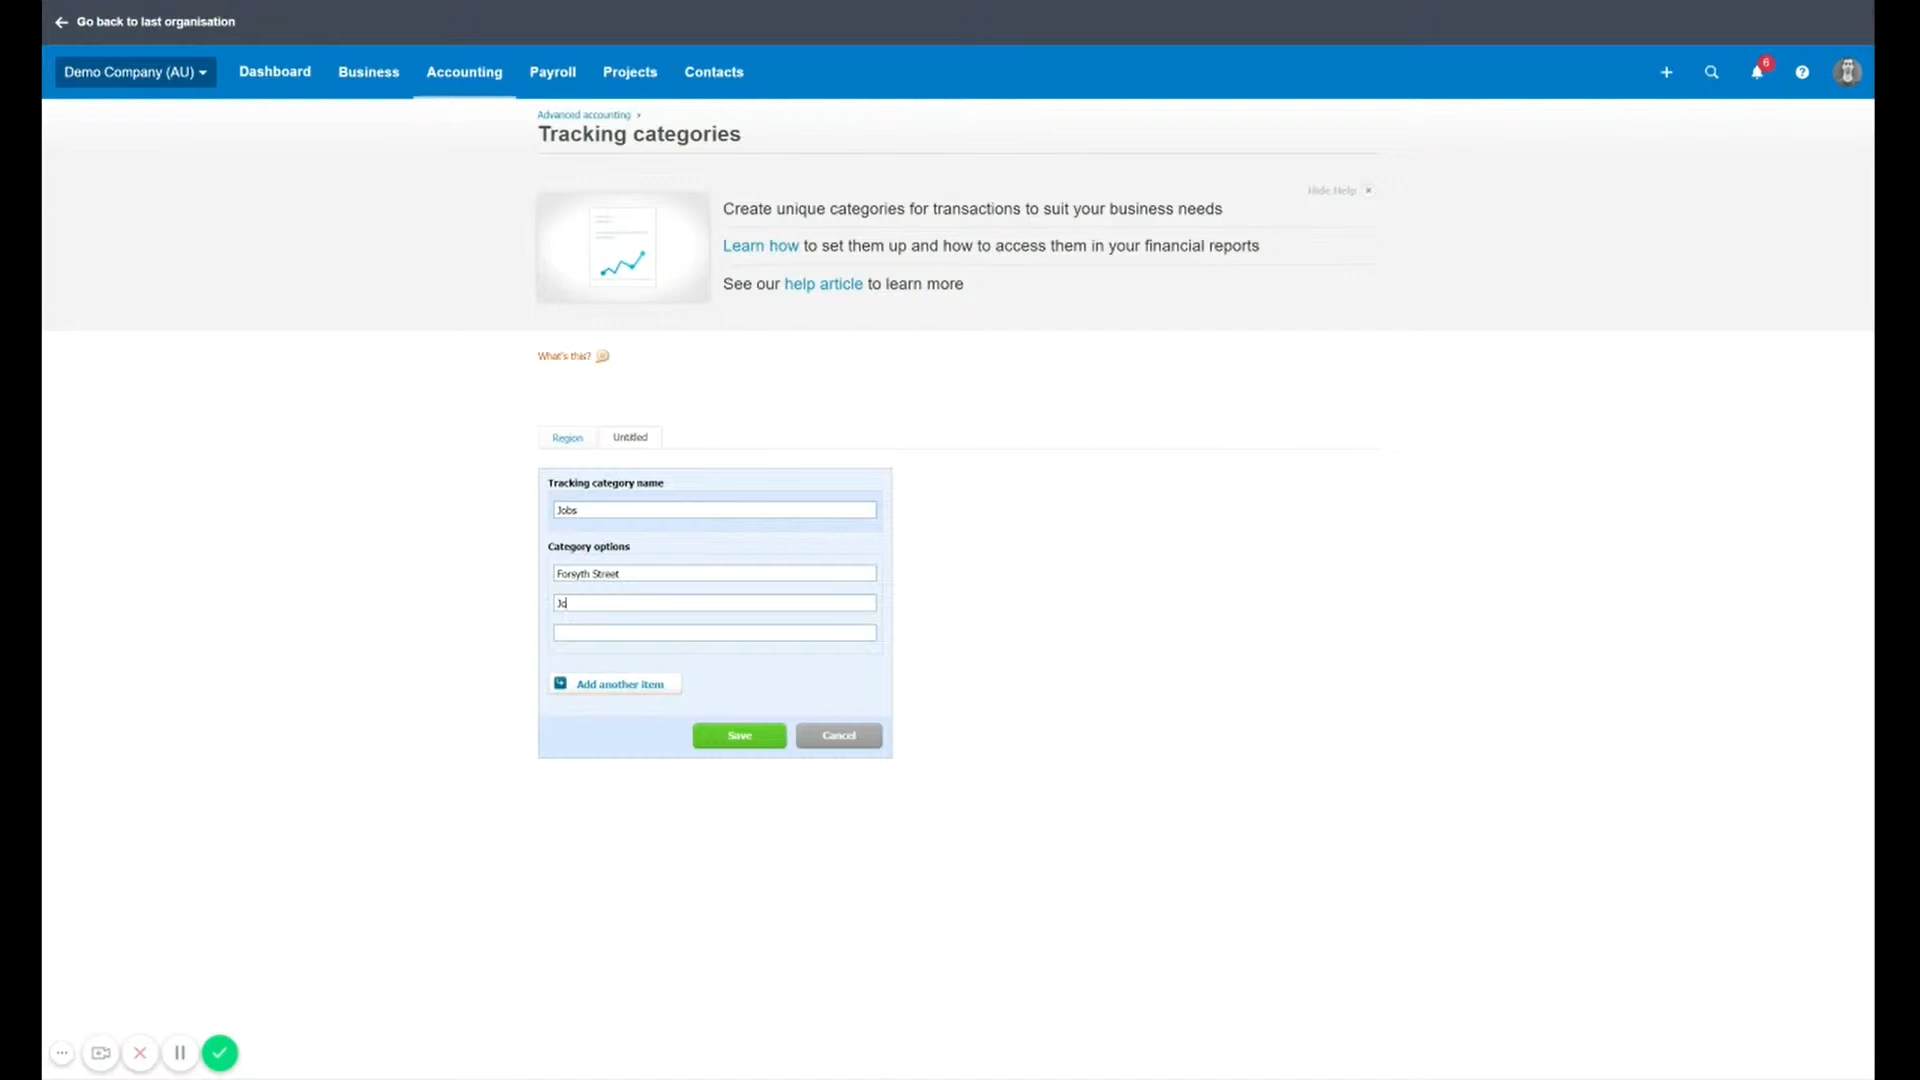 Go back to last organisation
Demo Company (AU) Dashboard Business Accounting Payroll Projects Contacts 6
Advanced accounting ›
Tracking categories
Hide Help
Create unique categories for transactions to suit your business needs
Learn how to set them up and how to access them in your financial reports
See our help article to learn more
What's this?
Region Untitled
Tracking category name
Jobs
Category options
Forsyth Street
Jo
Add another item
Save Cancel